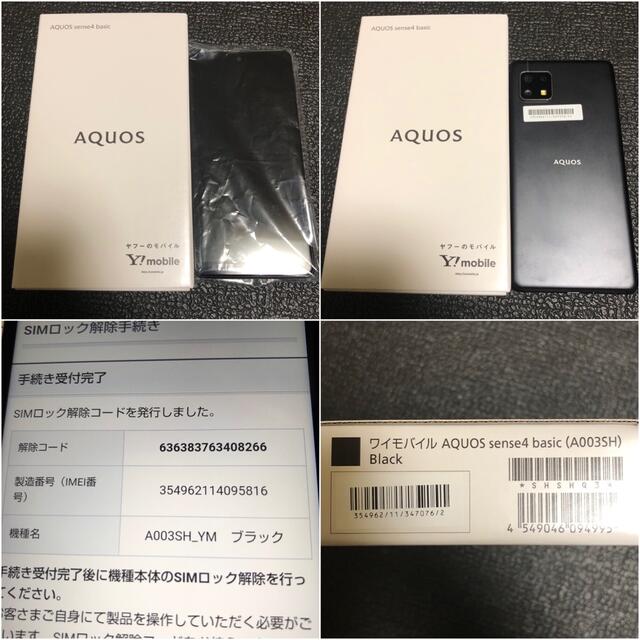 AQUOS sense4 basic
AQUOS
ヤフーのモバイル
Y! mobile
AQUOS sense4 basic
AQUOS
ヤフーのモバイル
Y! mobile
AQUOS
SIMロック解除手続き
手続き受付完了
SIMロック解除コードを発行しました。
解除コード 636383763408266
製造番号（IMEI番号） 354962114095816
機種名 A003SH_YM ブラック
手続き受付完了後に機種本体のSIMロック解除を行っ
てください。
お客さまご自身にて製品を操作していただく必要がご
ワイモバイル AQUOS sense4 basic (A003SH)
Black
354962/11/347076/2
*SHSHQ3*
4 549046 094995